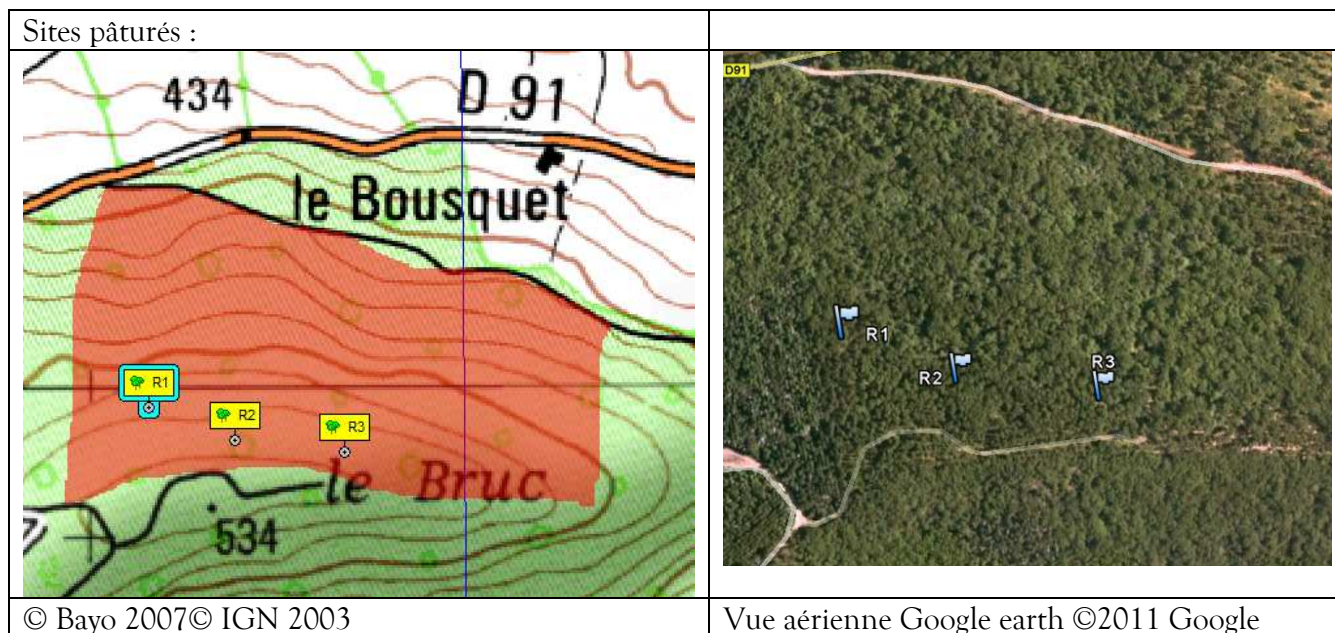 Sites pâturés :
434
D 91
le Bousquet
R1
R2
R3
le Bruc
534
D91
R1
R2
R3
© Bayo 2007© IGN 2003
Vue aérienne Google earth ©2011 Google